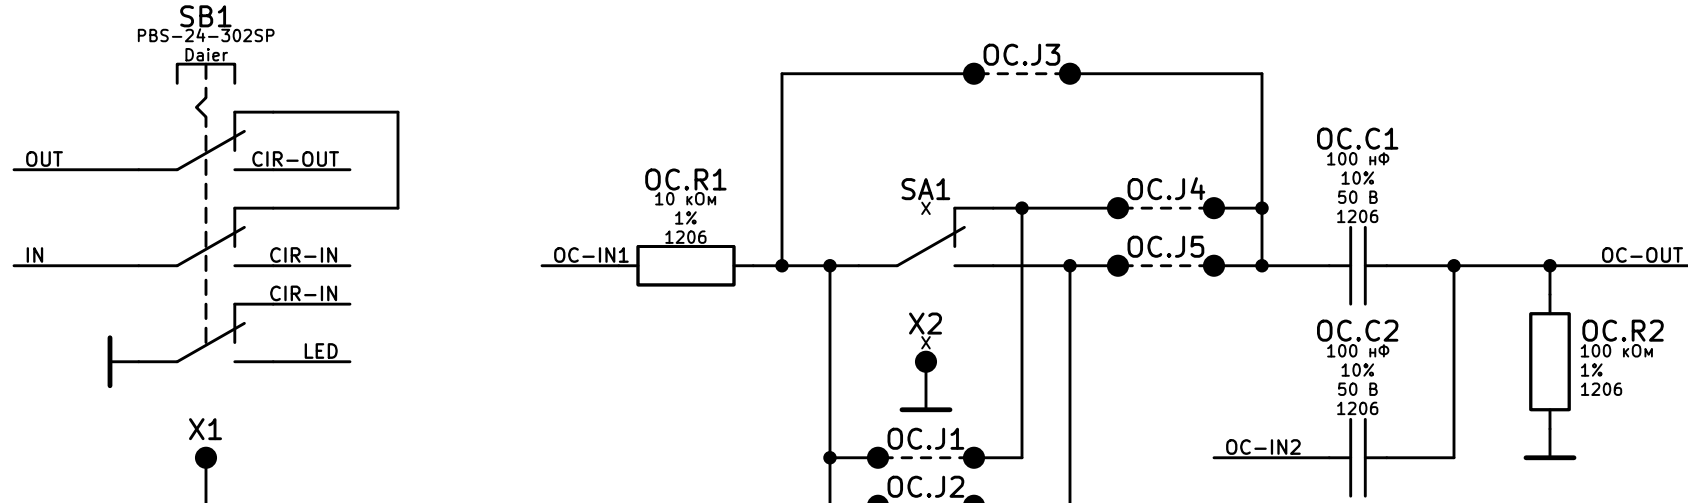 SB1
PBS-24-302SP
Daier
OUT
CIR-OUT
IN
CIR-IN
CIR-IN
LED
X1
OC.J3
OC.R1
10 кОм
1%
1206
OC-IN1
SA1
X
OC.J4
OC.J5
X2
X
OC.J1
OC.J2
OC.C1
100 нФ
10%
50 В
1206
OC-OUT
OC.C2
100 нФ
10%
50 В
1206
OC-IN2
OC.R2
100 кОм
1%
1206